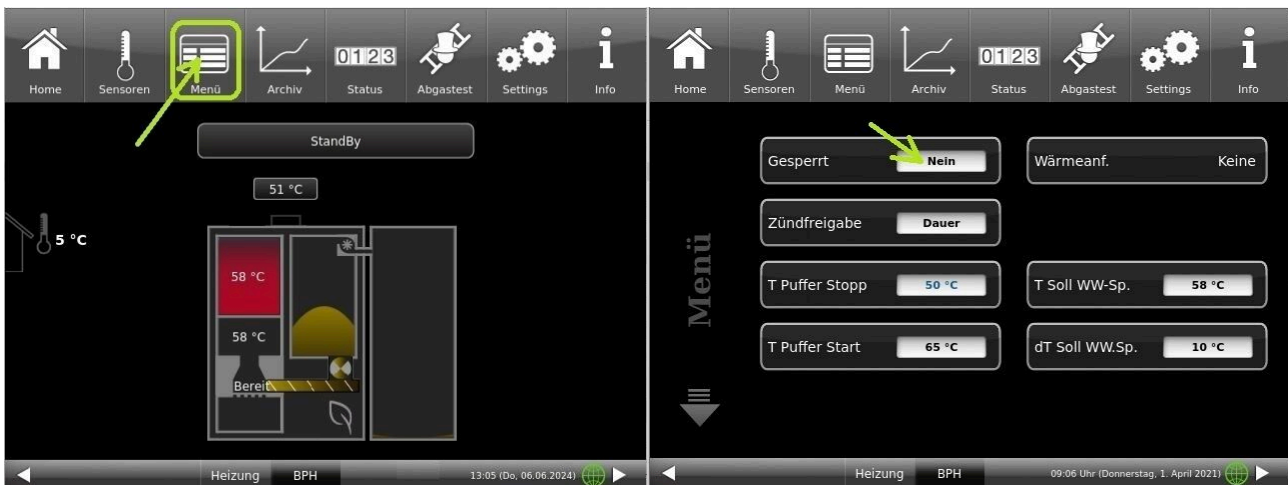 Home Sensoren Menü Archiv 0123 Status Abgastest Settings i Info
StandBy
51 °C
5 °C
58 °C
58 °C
Bereit
Heizung BPH 13:05 (Do, 06.06.2024)
Home Sensoren Menü Archiv 0123 Status Abgastest Settings i Info
Menü
Gesperrt Nein Wärmeanf. Keine
Zündfreigabe Dauer
T Puffer Stopp 50 °C T Soll WW-Sp. 58 °C
T Puffer Start 65 °C dT Soll WW.Sp. 10 °C
Heizung BPH 09:06 Uhr (Donnerstag, 1. April 2021)